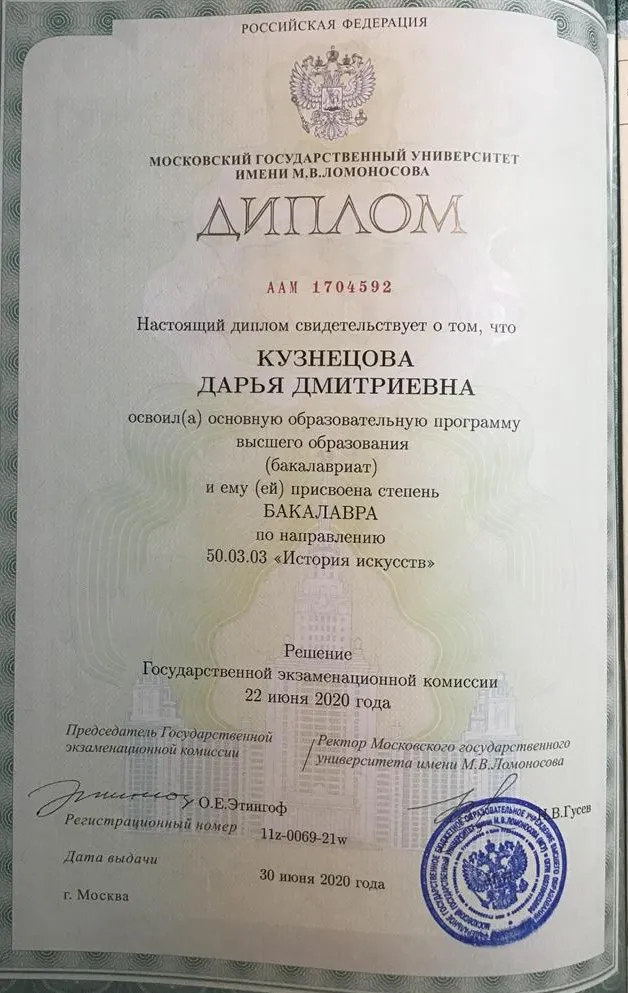 РОССИЙСКАЯ ФЕДЕРАЦИЯ
МОСКОВСКИЙ ГОСУДАРСТВЕННЫЙ УНИВЕРСИТЕТ
ИМЕНИ М.В.ЛОМОНОСОВА
ДИПЛОМ
ААМ 1704592
Настоящий диплом свидетельствует о том, что
КУЗНЕЦОВА
ДАРЬЯ ДМИТРИЕВНА
освоил(а) основную образовательную программу
высшего образования
(бакалавриат)
и ему (ей) присвоена степень
БАКАЛАВРА
по направлению
50.03.03 «История искусств»
Решение
Государственной экзаменационной комиссии
22 июня 2020 года
Председатель Государственной
экзаменационной комиссии
Ректор Московского государственного
университета имени М.В.Ломоносова
О.Е.Этингоф
В.Гусев
Регистрационный номер 11z-0069-21w
Дата выдачи 30 июня 2020 года
г. Москва